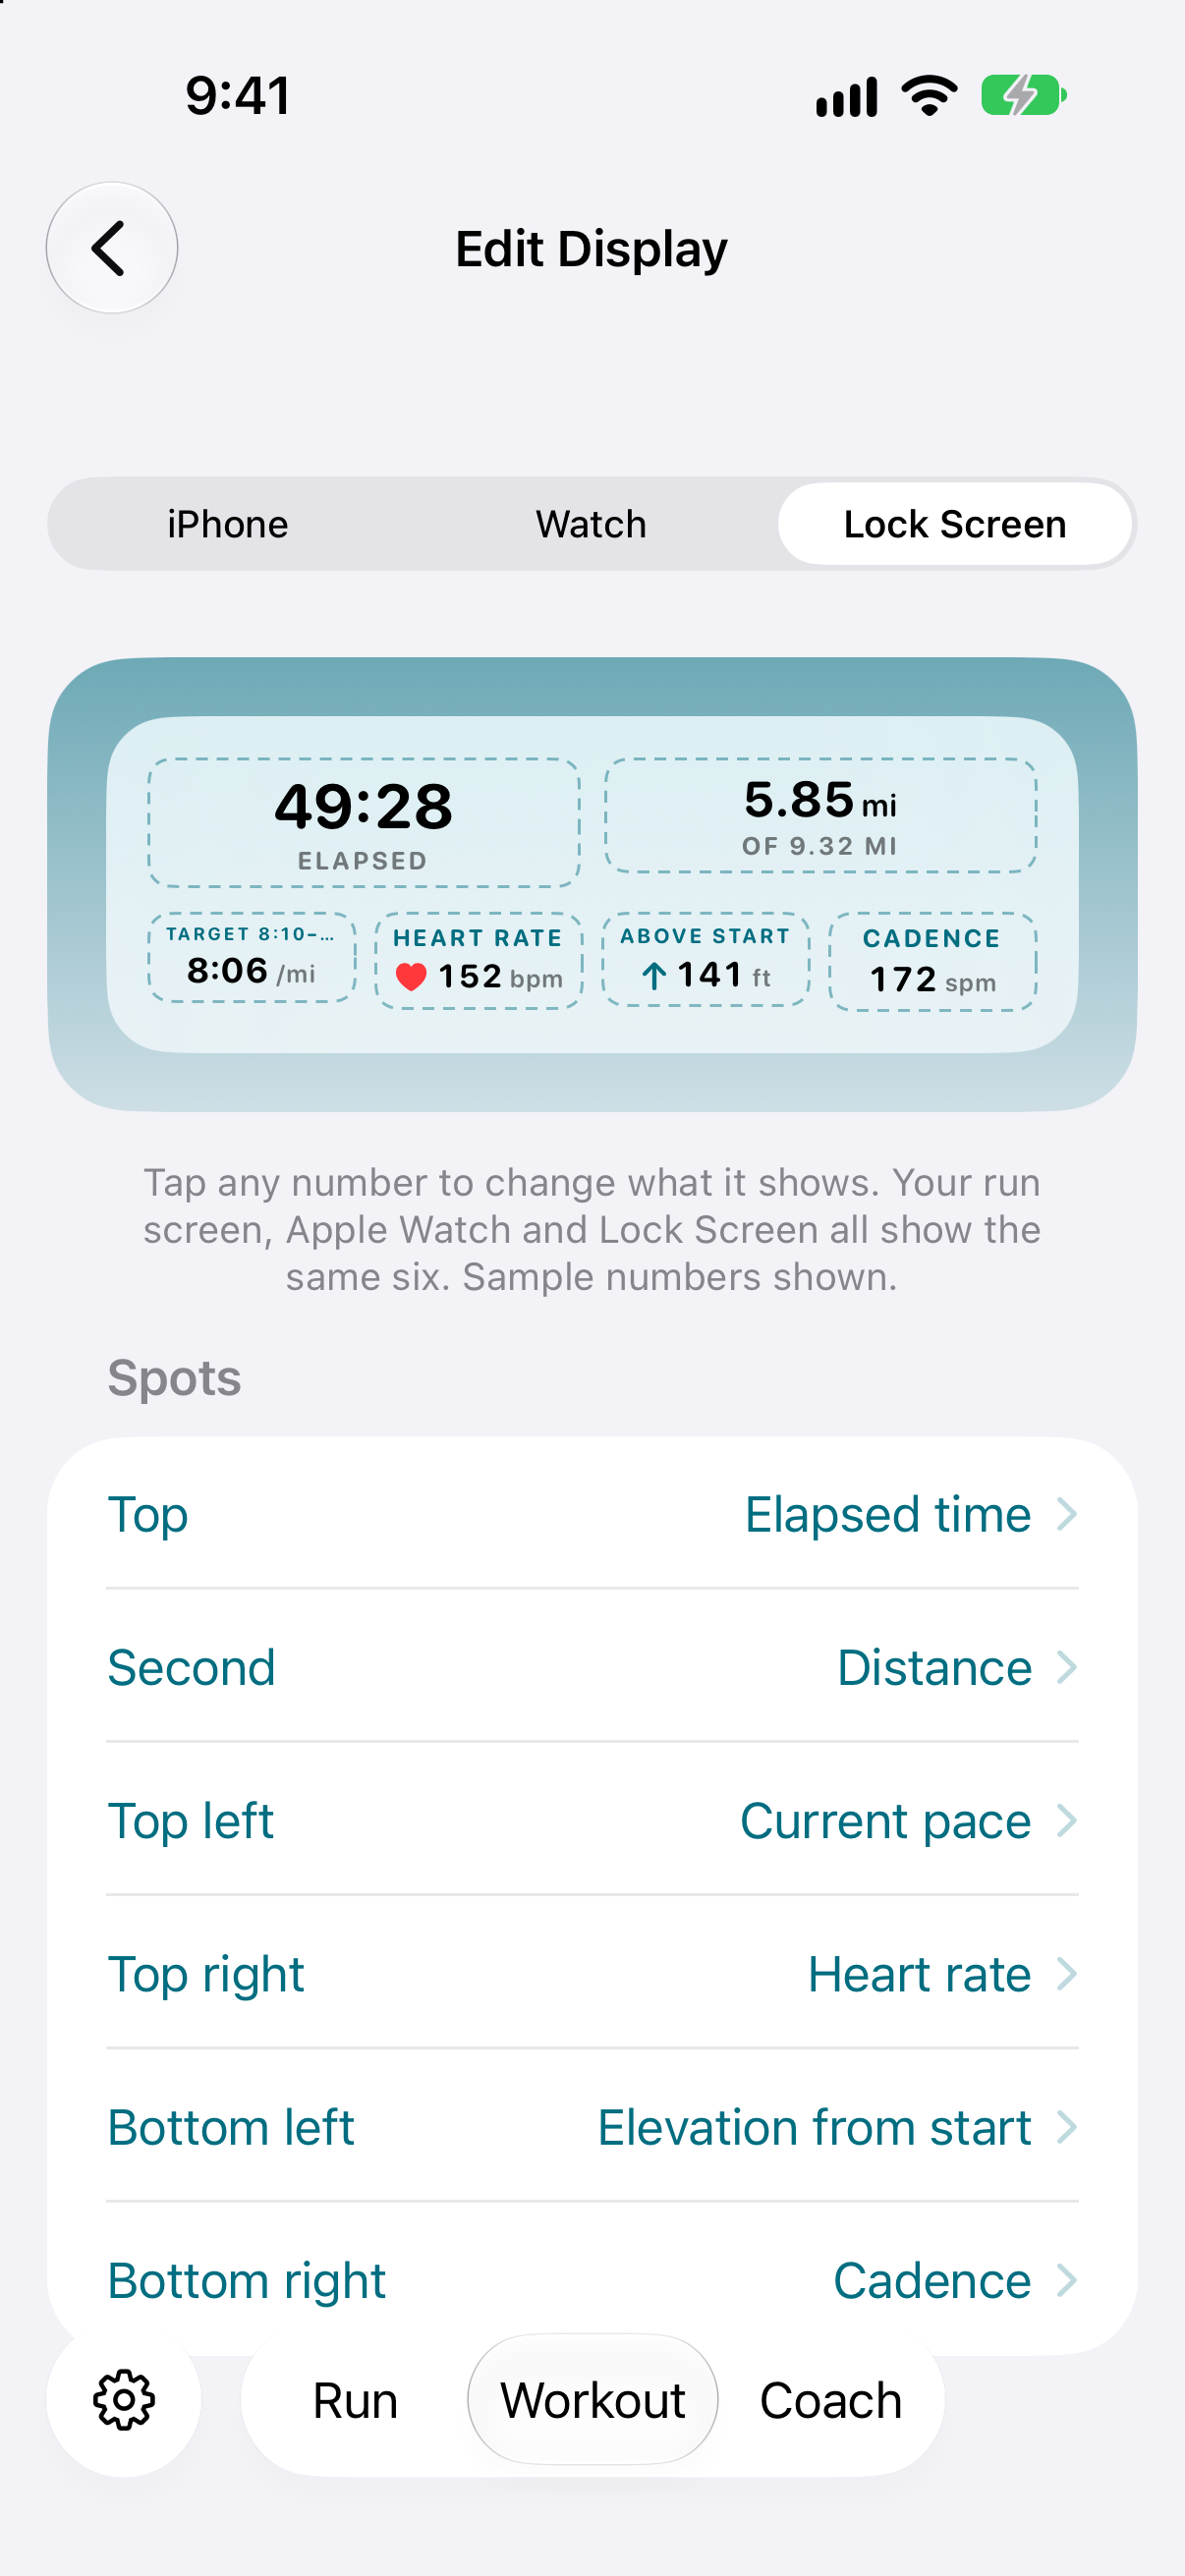 9:41
Edit Display
iPhone
Watch
Lock Screen
49:28
ELAPSED
5.85 mi
OF 9.32 MI
TARGET 8:10–…
8:06 /mi
HEART RATE
152 bpm
ABOVE START
↑ 141 ft
CADENCE
172 spm
Tap any number to change what it shows. Your run
screen, Apple Watch and Lock Screen all show the
same six. Sample numbers shown.
Spots
Top Elapsed time
Second Distance
Top left Current pace
Top right Heart rate
Bottom left Elevation from start
Bottom right Cadence
Run
Workout
Coach